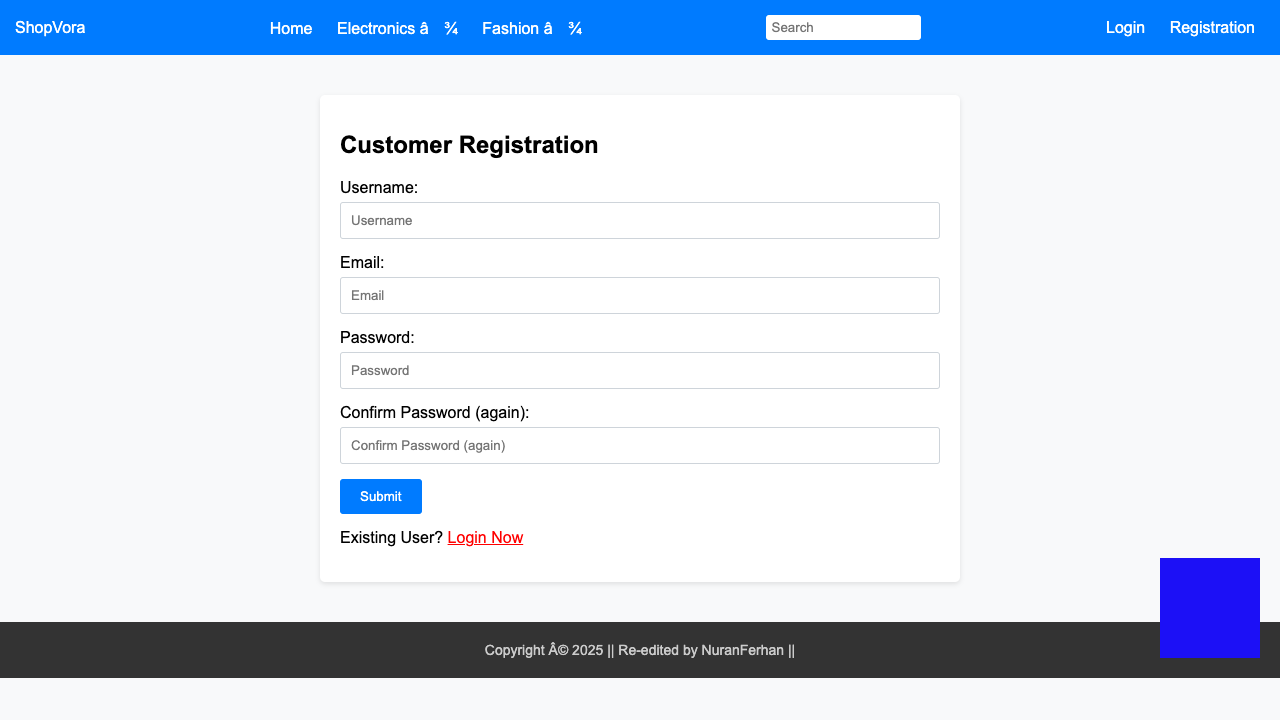 ShopVora
Home Electronics â ¾ Fashion â ¾
Search
Login Registration
Customer Registration
Username:
Username
Email:
Email
Password:
Password
Confirm Password (again):
Confirm Password (again)
Submit
Existing User? Login Now
Copyright Â© 2025 || Re-edited by NuranFerhan ||